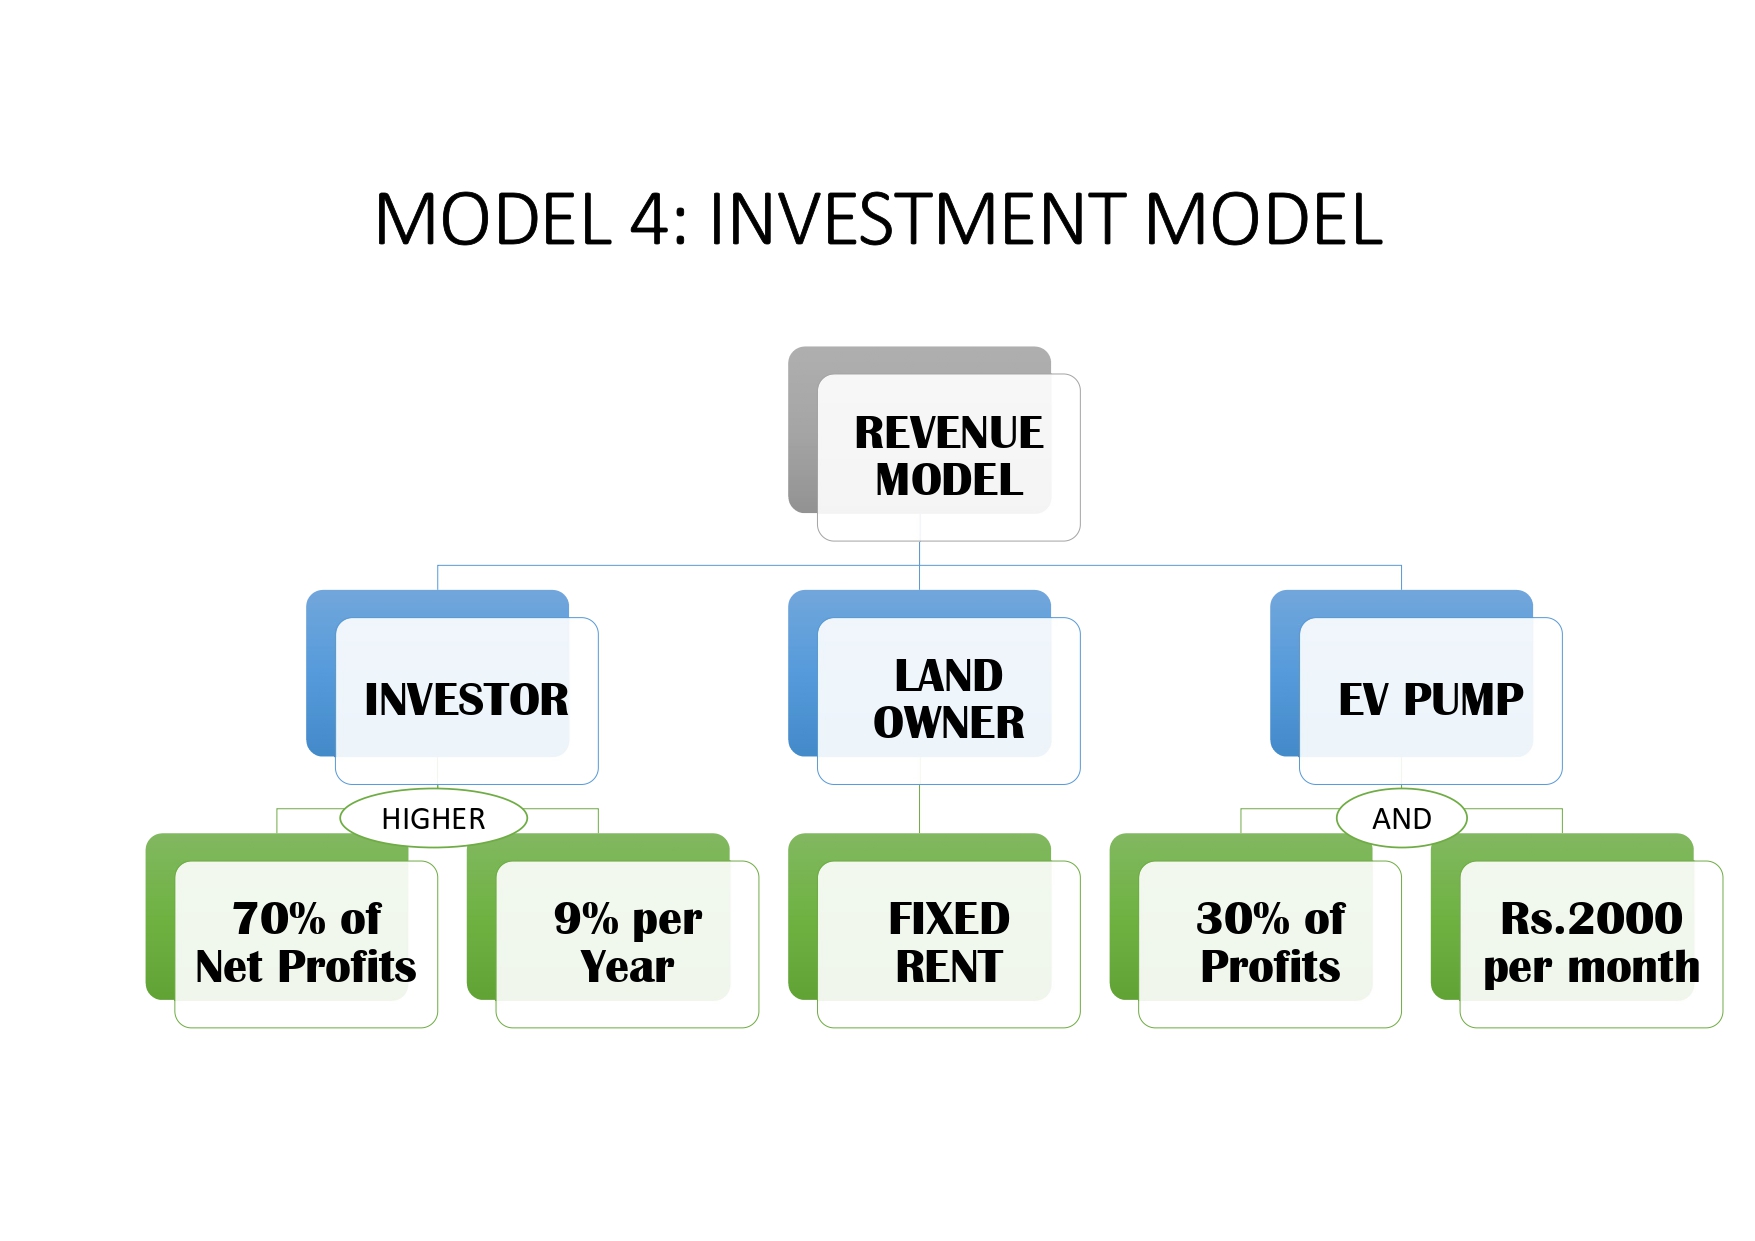 MODEL 4: INVESTMENT MODEL
REVENUE
MODEL
INVESTOR
LAND
OWNER
EV PUMP
HIGHER
AND
70% of
Net Profits
9% per
Year
FIXED
RENT
30% of
Profits
Rs.2000
per month